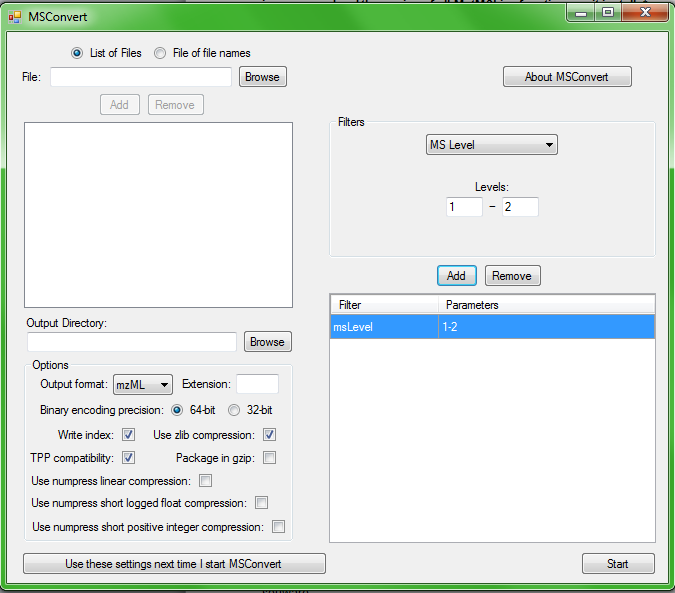 MSConvert
List of Files File of file names
File: Browse About MSConvert
Add Remove
Filters
MS Level
Levels:
1 – 2
Add Remove
Filter Parameters
msLevel 1-2
Output Directory:
Browse
Options
Output format: mzML Extension:
Binary encoding precision: 64-bit 32-bit
Write index: Use zlib compression:
TPP compatibility: Package in gzip:
Use numpress linear compression:
Use numpress short logged float compression:
Use numpress short positive integer compression:
Use these settings next time I start MSConvert Start